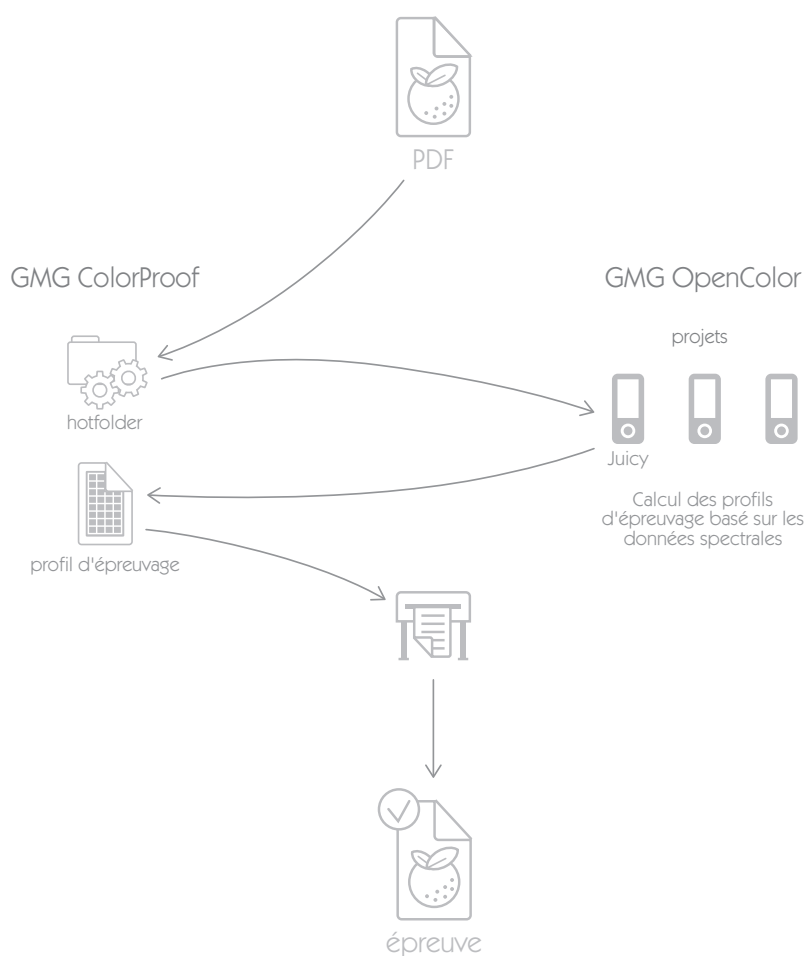 PDF
GMG ColorProof
GMG OpenColor
projets
hotfolder
Juicy
Calcul des profils
d'épreuvage basé sur les
données spectrales
profil d'épreuvage
épreuve